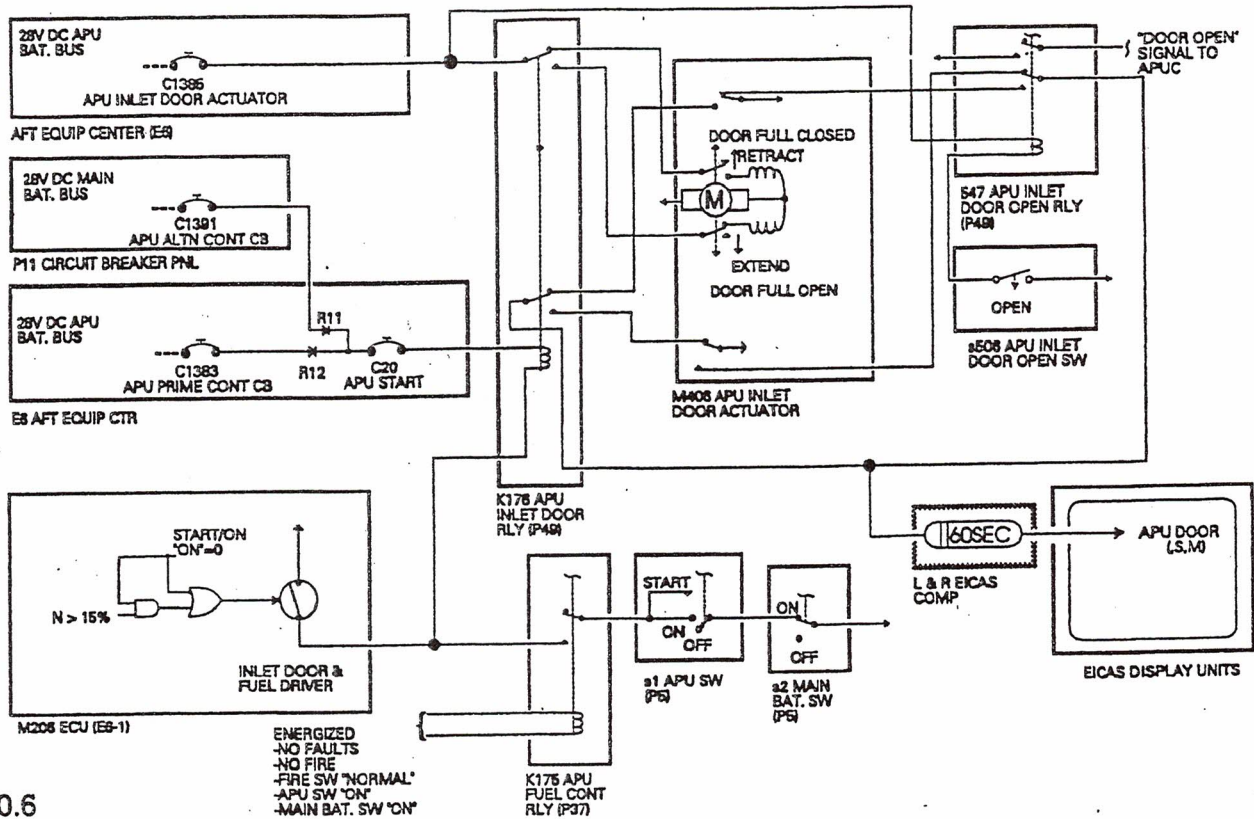 28V DC APU
BAT. BUS
C1385
APU INLET DOOR ACTUATOR
AFT EQUIP CENTER (E6)
28V DC MAIN
BAT. BUS
C1391
APU ALTN CONT CB
P11 CIRCUIT BREAKER PNL
28V DC APU
BAT. BUS
C1383
APU PRIME CONT CB
R11
R12
C20
APU START
E6 AFT EQUIP CTR
K176 APU
INLET DOOR
RLY (P49)
DOOR FULL CLOSED
RETRACT
M
EXTEND
DOOR FULL OPEN
M406 APU INLET
DOOR ACTUATOR
"DOOR OPEN"
SIGNAL TO
APUC
547 APU INLET
DOOR OPEN RLY
(P49)
OPEN
s506 APU INLET
DOOR OPEN SW
START/ON
"ON"=0
N > 15%
INLET DOOR &
FUEL DRIVER
M206 ECU (E6-1)
ENERGIZED
-NO FAULTS
-NO FIRE
-FIRE SW "NORMAL"
-APU SW "ON"
-MAIN BAT. SW "ON"
K175 APU
FUEL CONT
RLY (P37)
START
ON
OFF
s1 APU SW
(P5)
ON
OFF
s2 MAIN
BAT. SW
(P5)
60SEC
L & R EICAS
COMP
APU DOOR
(.S,M)
EICAS DISPLAY UNITS
0.6